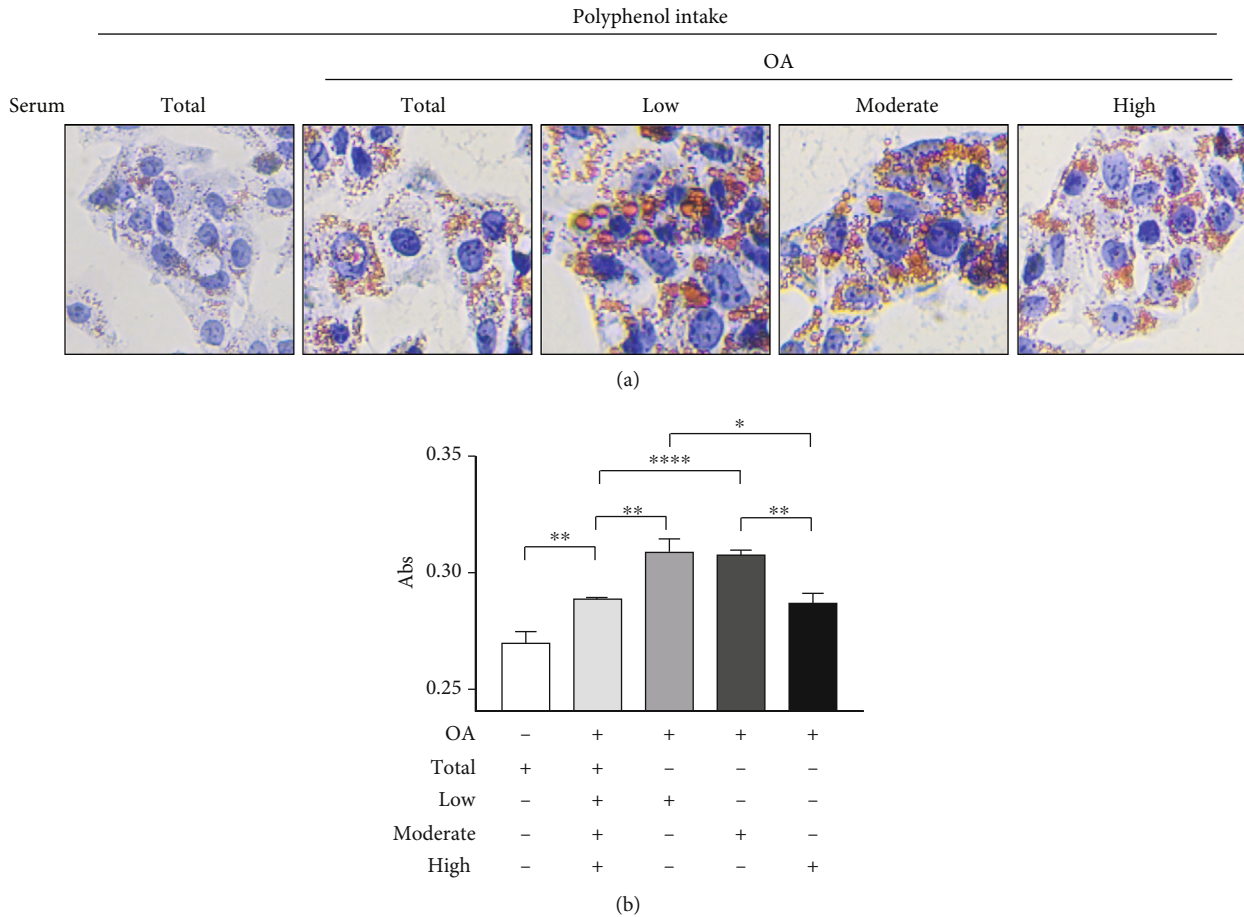 Polyphenol intake
OA
Serum Total Total Low Moderate High
(a)
*
0.35
****
** **
**
0.30
Abs
0.25
OA – + + + +
Total + + – – –
Low – + + – –
Moderate – + – + –
High – + – – +
(b)